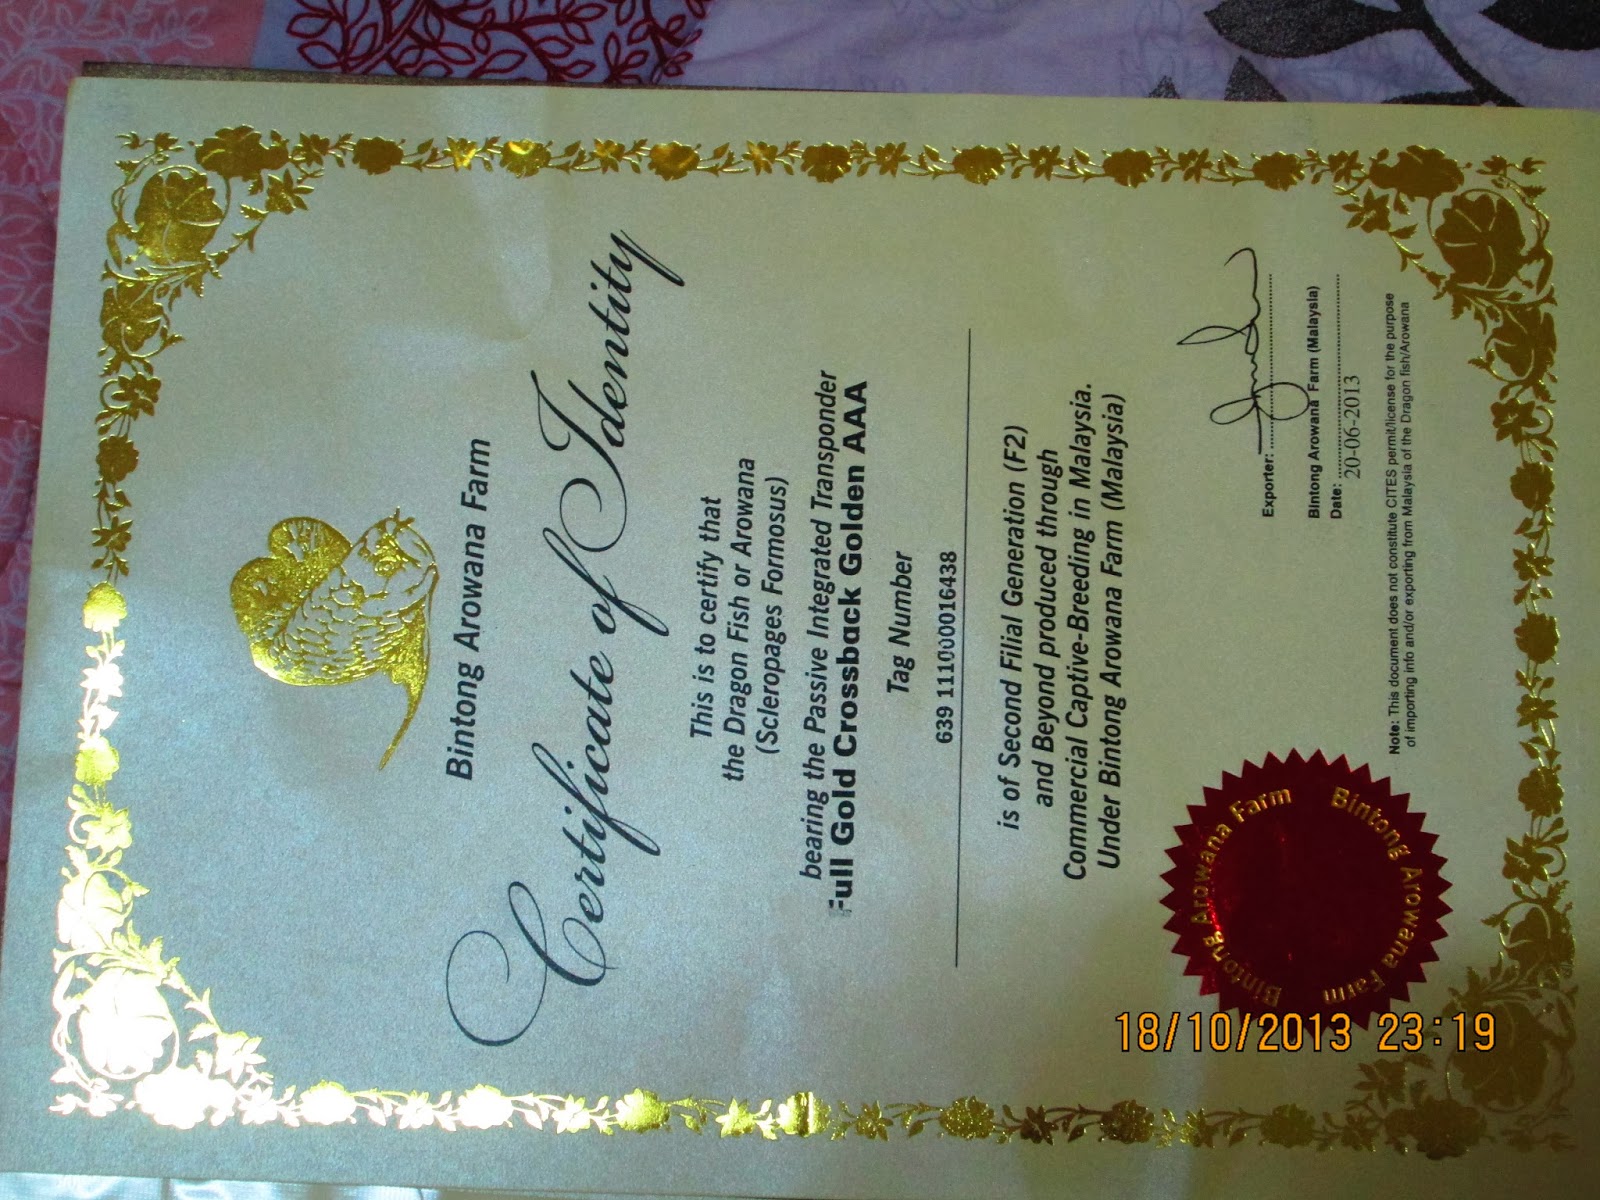 Bintong Arowana Farm
Certificate of Identity
This is to certify that
the Dragon Fish or Arowana
(Scleropages Formosus)
bearing the Passive Integrated Transponder
Full Gold Crossback Golden AAA
Tag Number
639 111000016438
is of Second Filial Generation (F2)
and Beyond produced through
Commercial Captive-Breeding in Malaysia.
Under Bintong Arowana Farm (Malaysia)
Exporter:
Bintong Arowana Farm (Malaysia)
Date:
20-06-2013
Note: This document does not constitute CITES permit/license for the purpose
of importing info and/or exporting from Malaysia of the Dragon fish/Arowana
Bintong Arowana Farm
Bintong Arowana Farm
18/10/2013 23:19